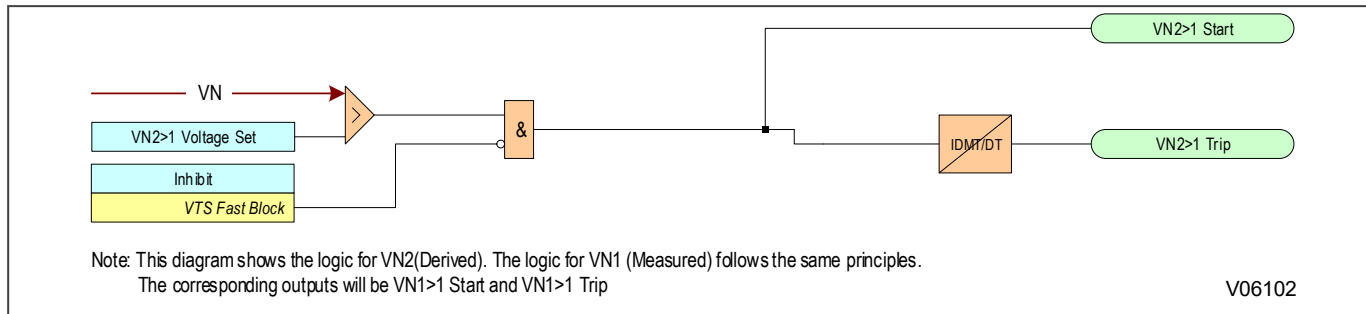 VN2>1 Start
VN
>
VN2>1 Voltage Set
&
IDMT/DT
VN2>1 Trip
Inhibit
VTS Fast Block
Note: This diagram shows the logic for VN2(Derived). The logic for VN1 (Measured) follows the same principles.
The corresponding outputs will be VN1>1 Start and VN1>1 Trip
V06102